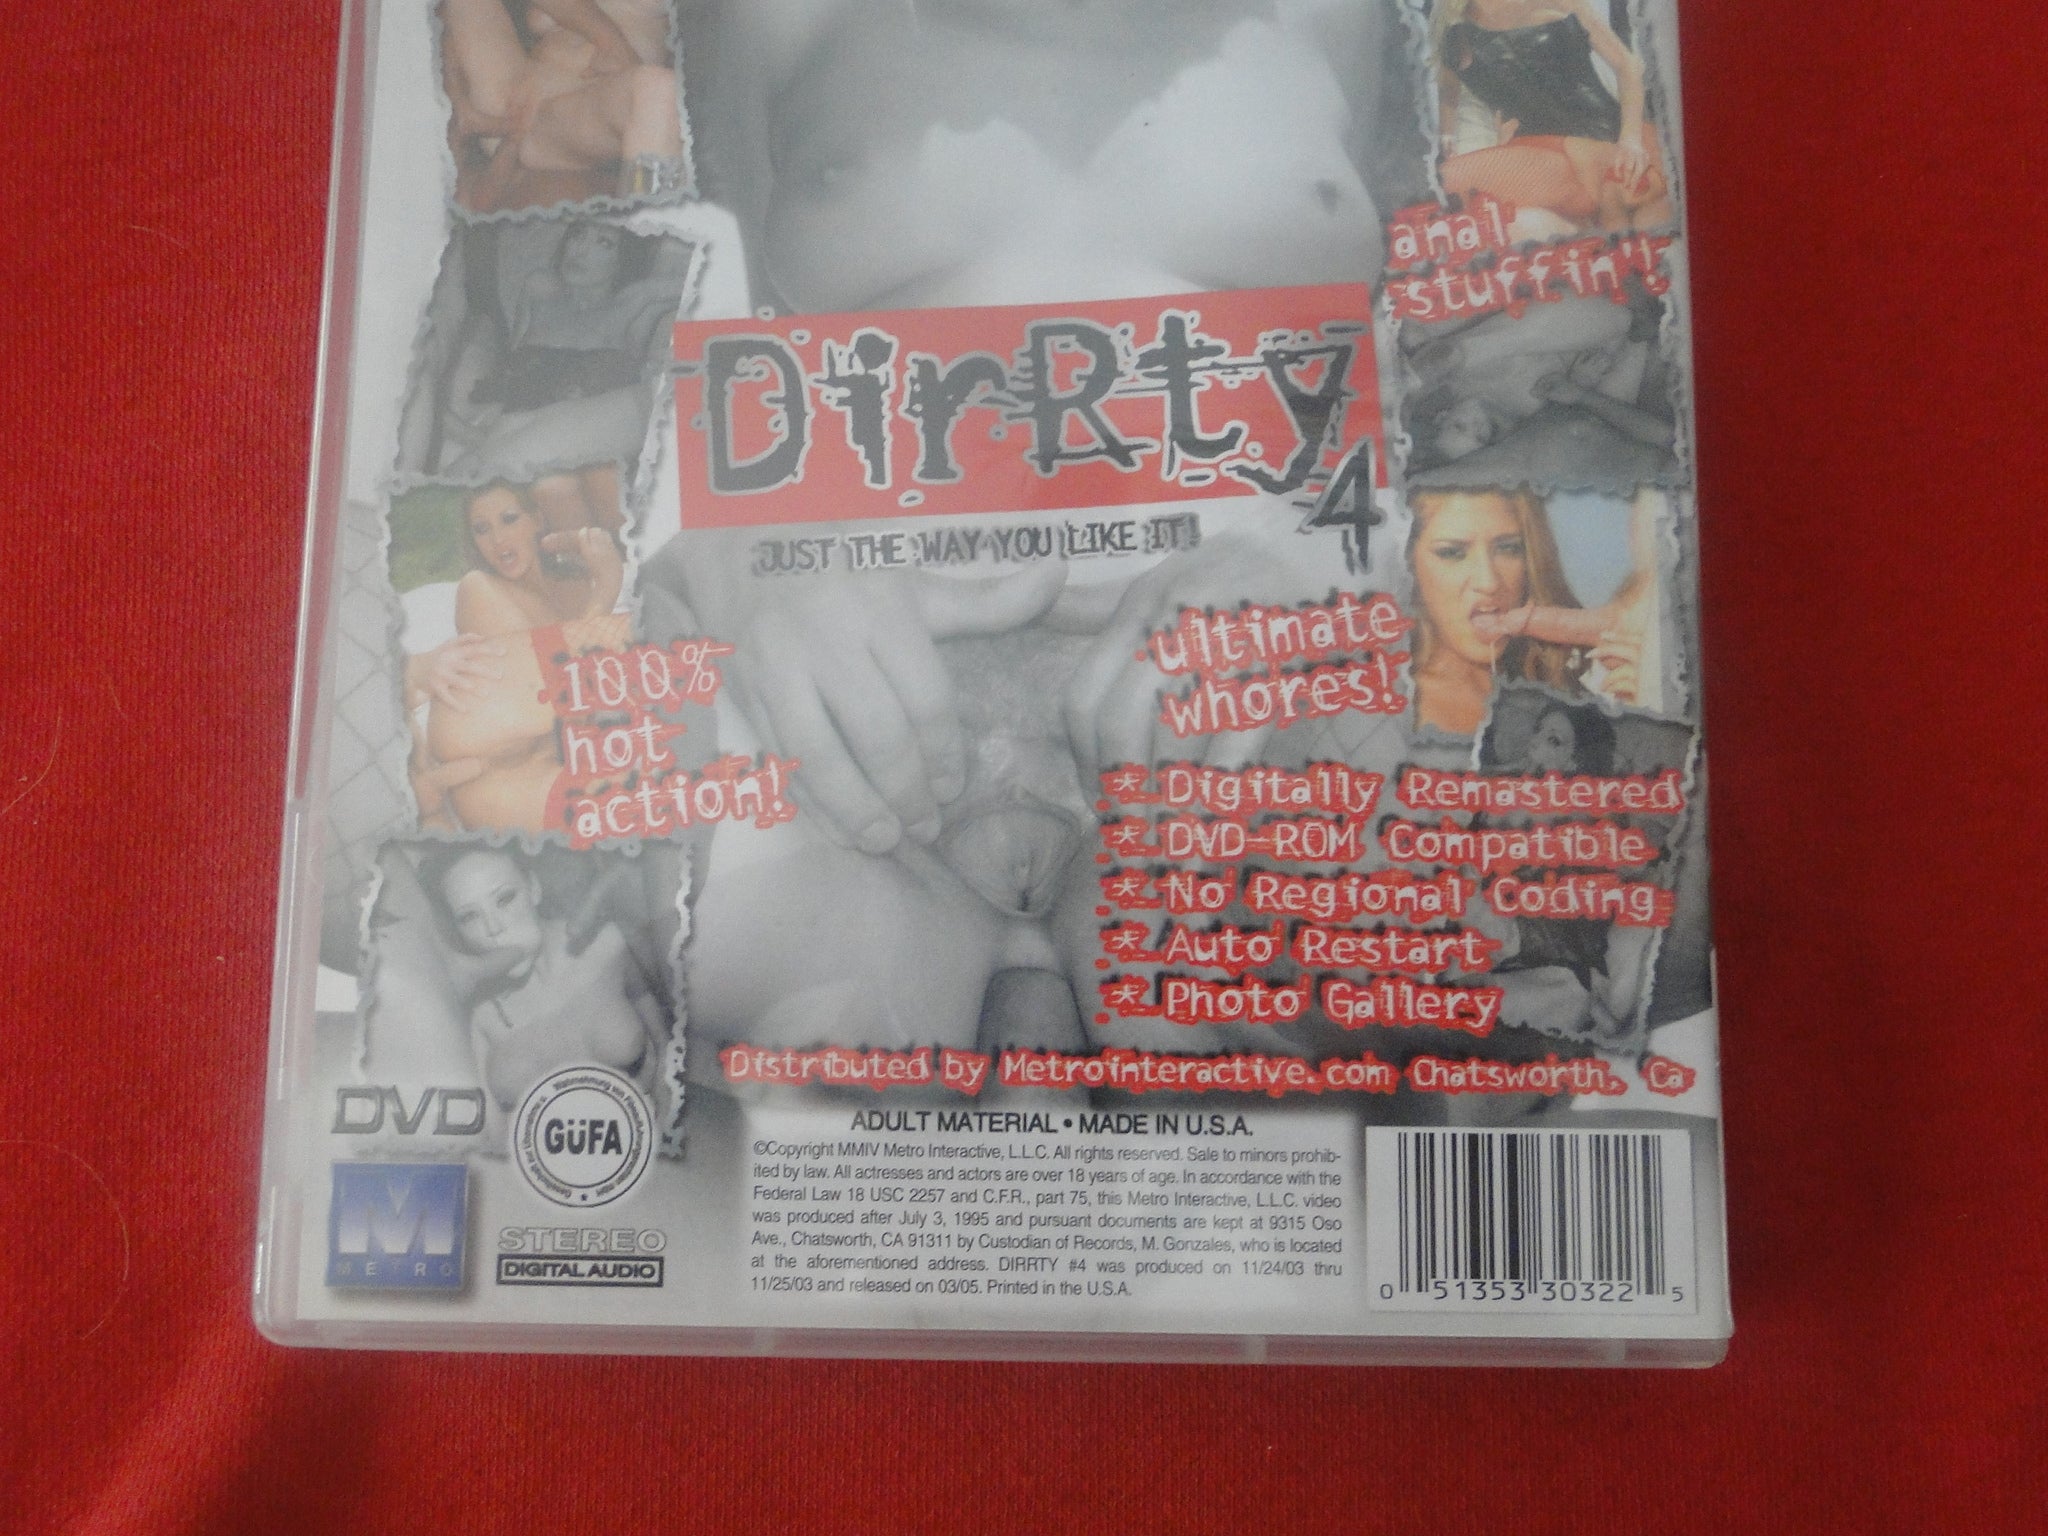 anal
stuffin'!
DirRty
4
JUST THE WAY YOU LIKE IT!
ultimate
whores!
100%
hot
action!
* Digitally Remastered
* DVD-ROM Compatible
* No Regional Coding
* Auto Restart
* Photo Gallery
Distributed by Metrointeractive.com Chatsworth, Ca
DVD
GüFA
METRO
STEREO
DIGITAL AUDIO
ADULT MATERIAL • MADE IN U.S.A.
©Copyright MMIV Metro Interactive, L.L.C. All rights reserved. Sale to minors prohib-
ited by law. All actresses and actors are over 18 years of age. In accordance with the
Federal Law 18 USC 2257 and C.F.R., part 75, this Metro Interactive, L.L.C. video
was produced after July 3, 1995 and pursuant documents are kept at 9315 Oso
Ave., Chatsworth, CA 91311 by Custodian of Records, M. Gonzales, who is located
at the aforementioned address. DIRRTY #4 was produced on 11/24/03 thru
11/25/03 and released on 03/05. Printed in the U.S.A.
0 51353 30322 5